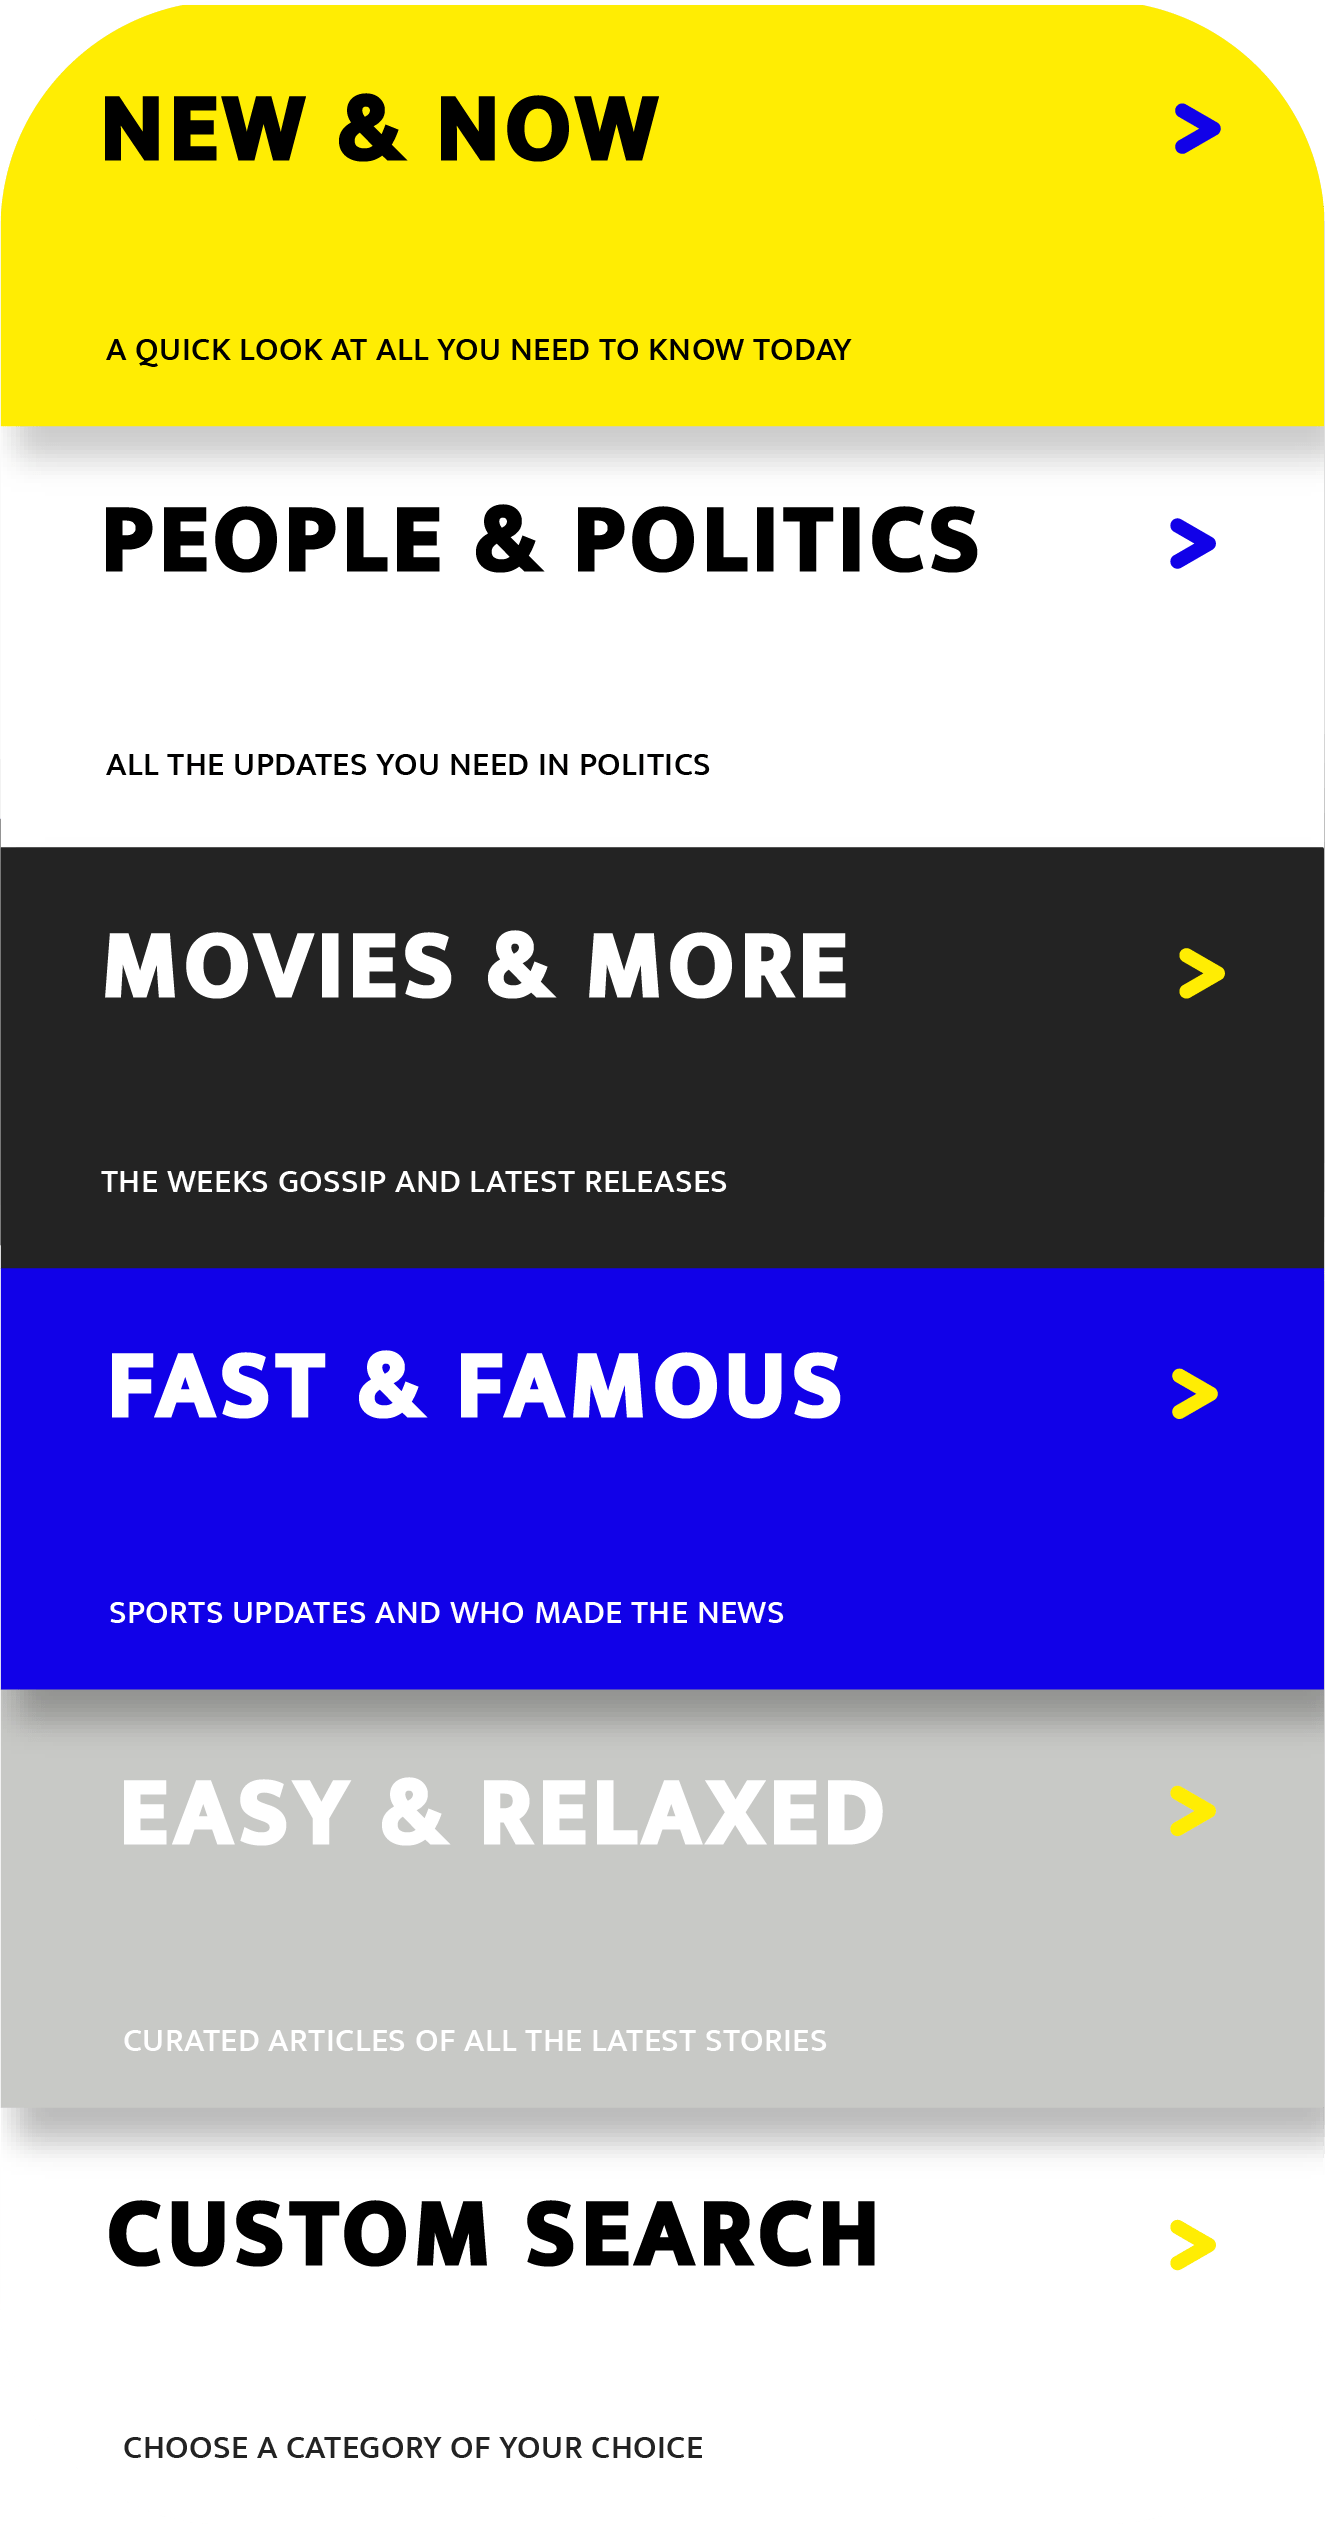 NEW & NOW
A QUICK LOOK AT ALL YOU NEED TO KNOW TODAY
PEOPLE & POLITICS
ALL THE UPDATES YOU NEED IN POLITICS
MOVIES & MORE
THE WEEKS GOSSIP AND LATEST RELEASES
FAST & FAMOUS
SPORTS UPDATES AND WHO MADE THE NEWS
EASY & RELAXED
CURATED ARTICLES OF ALL THE LATEST STORIES
CUSTOM SEARCH
CHOOSE A CATEGORY OF YOUR CHOICE